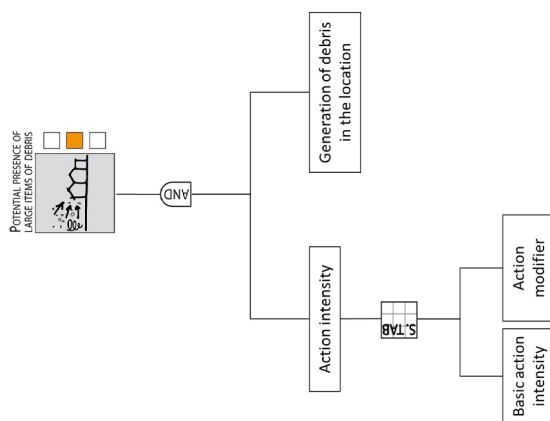 POTENTIAL PRESENCE OF
LARGE ITEMS OF DEBRIS
AND
Generation of debris
in the location
Action intensity
S.TAB
Action
modifier
Basic action
intensity